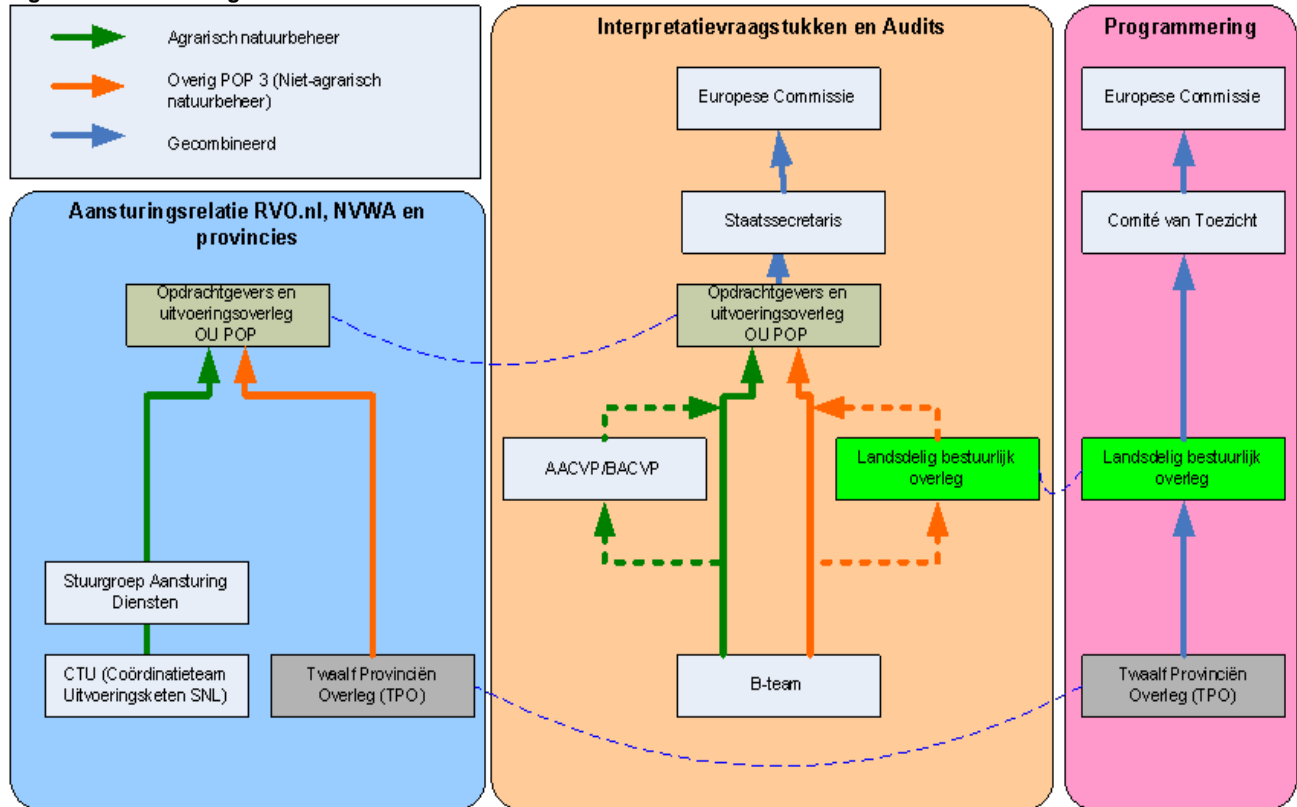 Agrarisch natuurbeheer
Overig POP 3 (Niet-agrarisch
natuurbeheer)
Gecombineerd
Aansturingsrelatie RVO.nl, NVWA en
provincies
Opdrachtgevers en
uitvoeringsoverleg
OU POP
Stuurgroep Aansturing
Diensten
CTU (Coördinatieteam
Uitvoeringsketen SNL)
Twaalf Provinciën
Overleg (TPO)
Interpretatievraagstukken en Audits
Europese Commissie
Staatssecretaris
Opdrachtgevers en
uitvoeringsoverleg
OU POP
AACVP/BACVP
Landsdelig bestuurlijk
overleg
B-team
Programmering
Europese Commissie
Comité van Toezicht
Landsdelig bestuurlijk
overleg
Twaalf Provinciën
Overleg (TPO)